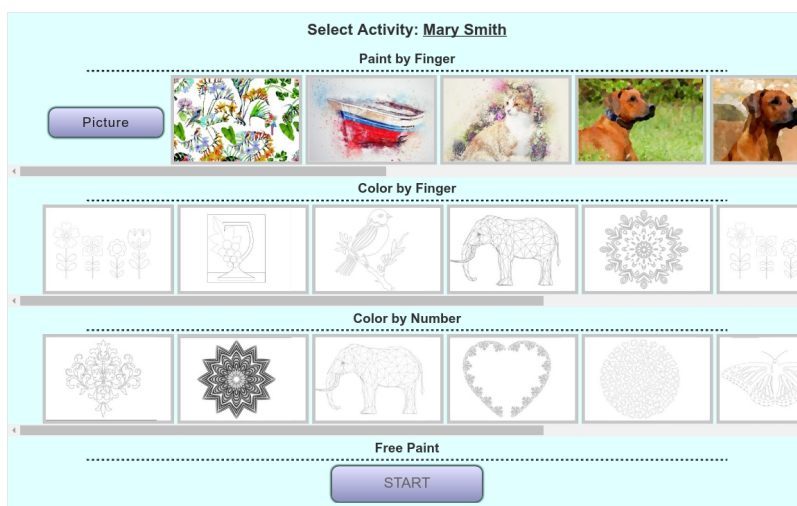 Select Activity: Mary Smith
Paint by Finger
Picture
Color by Finger
Color by Number
Free Paint
START